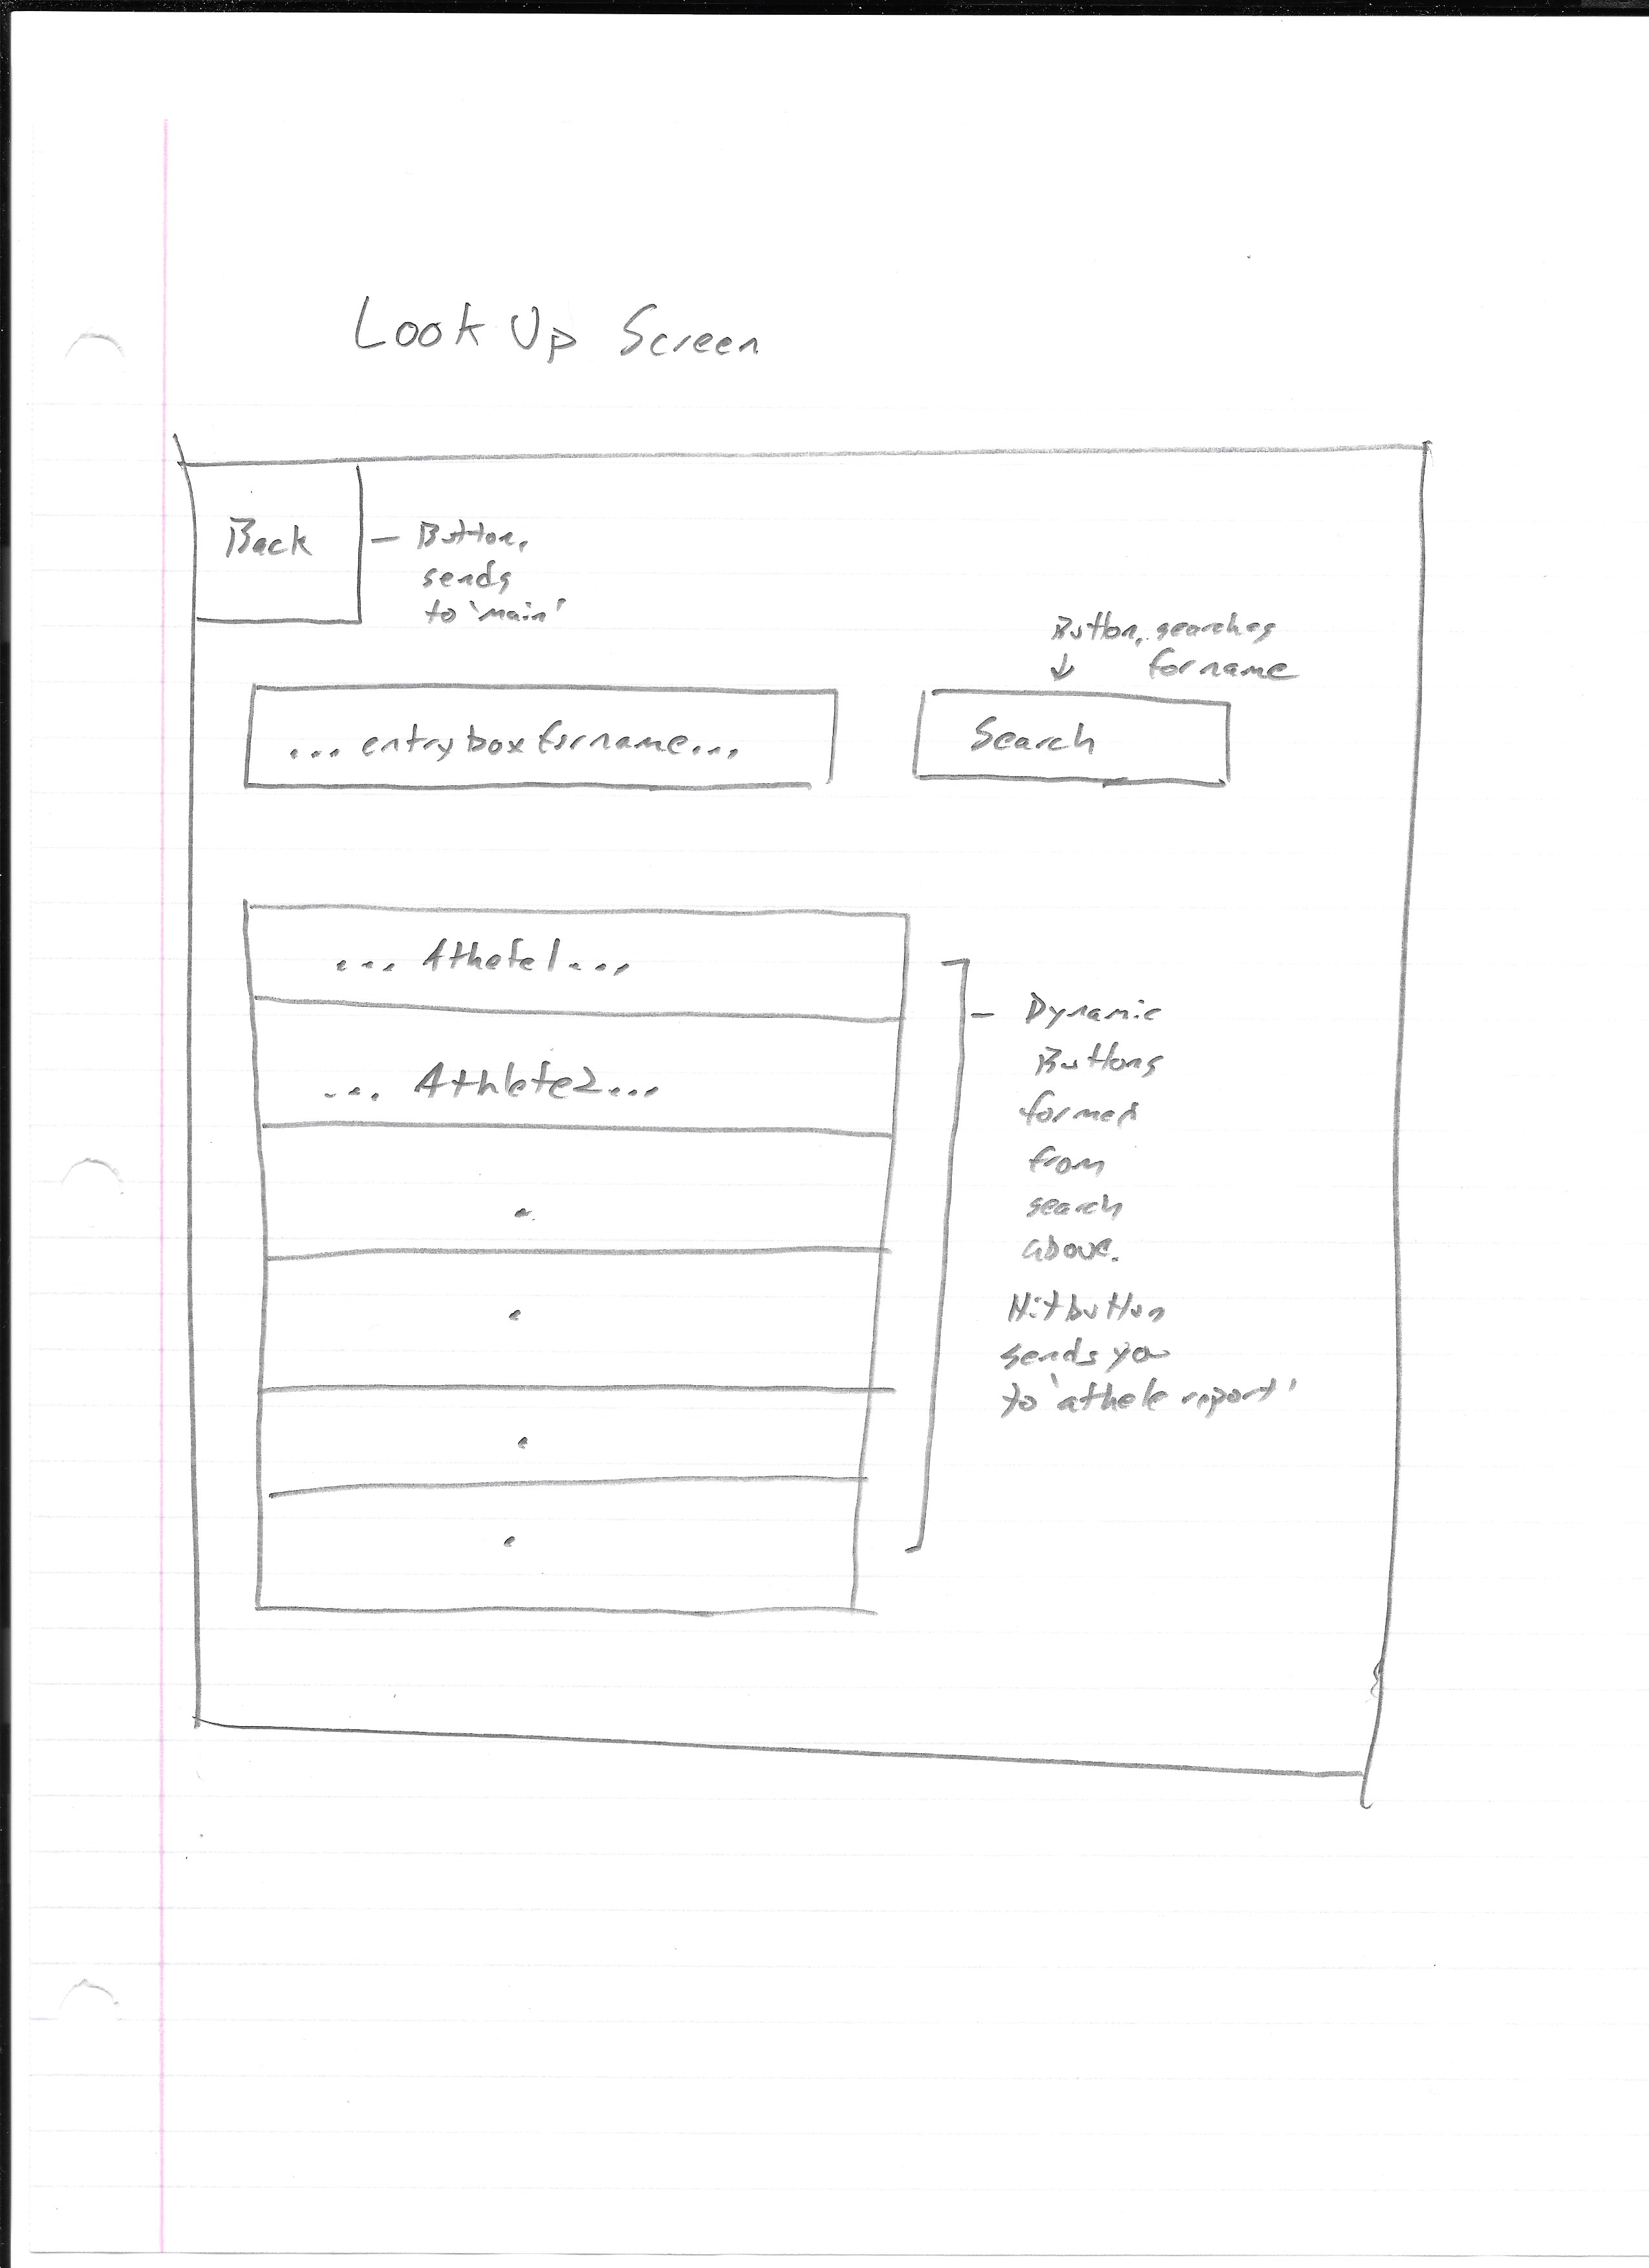 Look Up Screen
Back
- Button,
sends
to 'main'
Button, searches
↓ for name
... entry box for name...
Search
... Athefe1...
... Athlete2...
- Dynamic
Buttons
formed
from
search
above.
Hit button
sends you
to 'athele report'